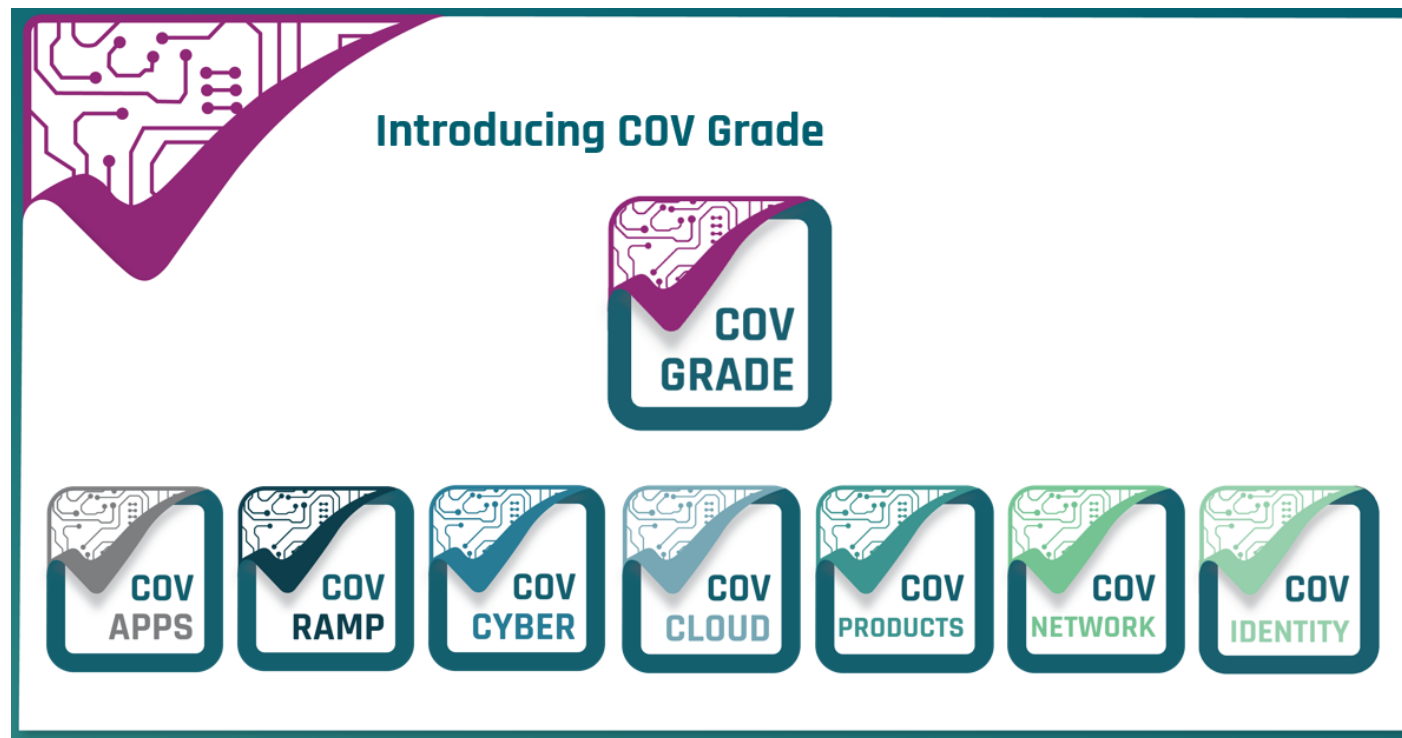 Introducing COV Grade
COV
GRADE
COV
APPS
COV
RAMP
COV
CYBER
COV
CLOUD
COV
PRODUCTS
COV
NETWORK
COV
IDENTITY